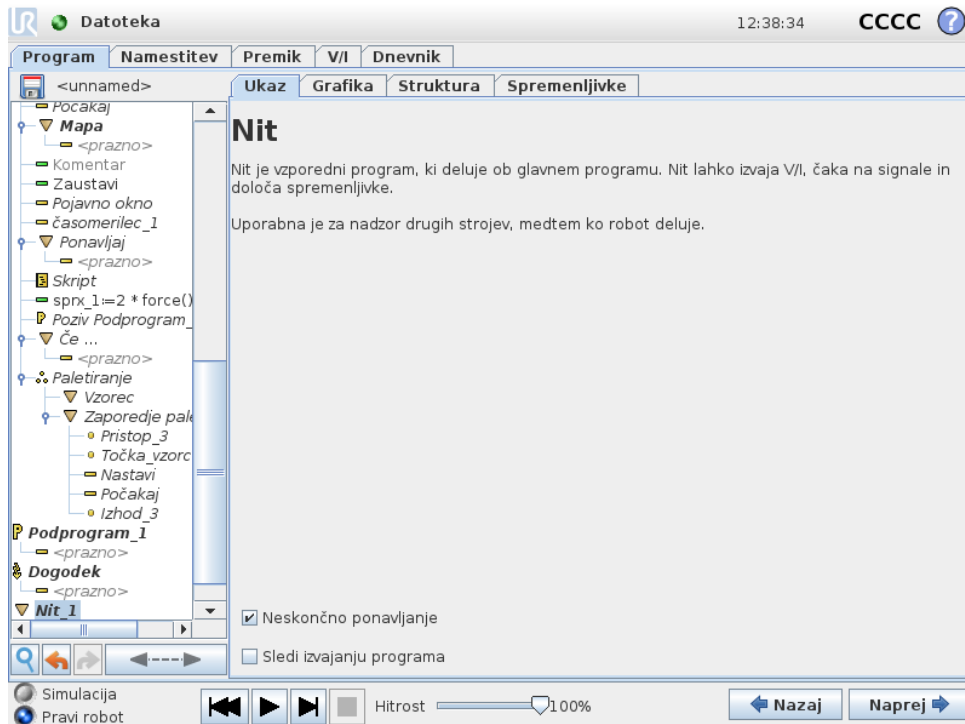 Datoteka 12:38:34 CCCC ?
Program Namestitev Premik V/I Dnevnik
<unnamed> Ukaz Grafika Struktura Spremenljivke
Počakaj
Mapa
<prazno>
Komentar
Zaustavi
Pojavno okno
časomerilec_1
Ponavljaj
<prazno>
Skript
sprx_1:=2 * force()
Poziv Podprogram_
Če ...
<prazno>
Paletiranje
Vzorec
Zaporedje pale
Pristop_3
Točka_vzorc
Nastavi
Počakaj
Izhod_3
Podprogram_1
<prazno>
Dogodek
<prazno>
Nit_1
Nit
Nit je vzporedni program, ki deluje ob glavnem programu. Nit lahko izvaja V/I, čaka na signale in
določa spremenljivke.
Uporabna je za nadzor drugih strojev, medtem ko robot deluje.
Neskončno ponavljanje
Sledi izvajanju programa
Simulacija
Pravi robot
Hitrost 100%
Nazaj Naprej